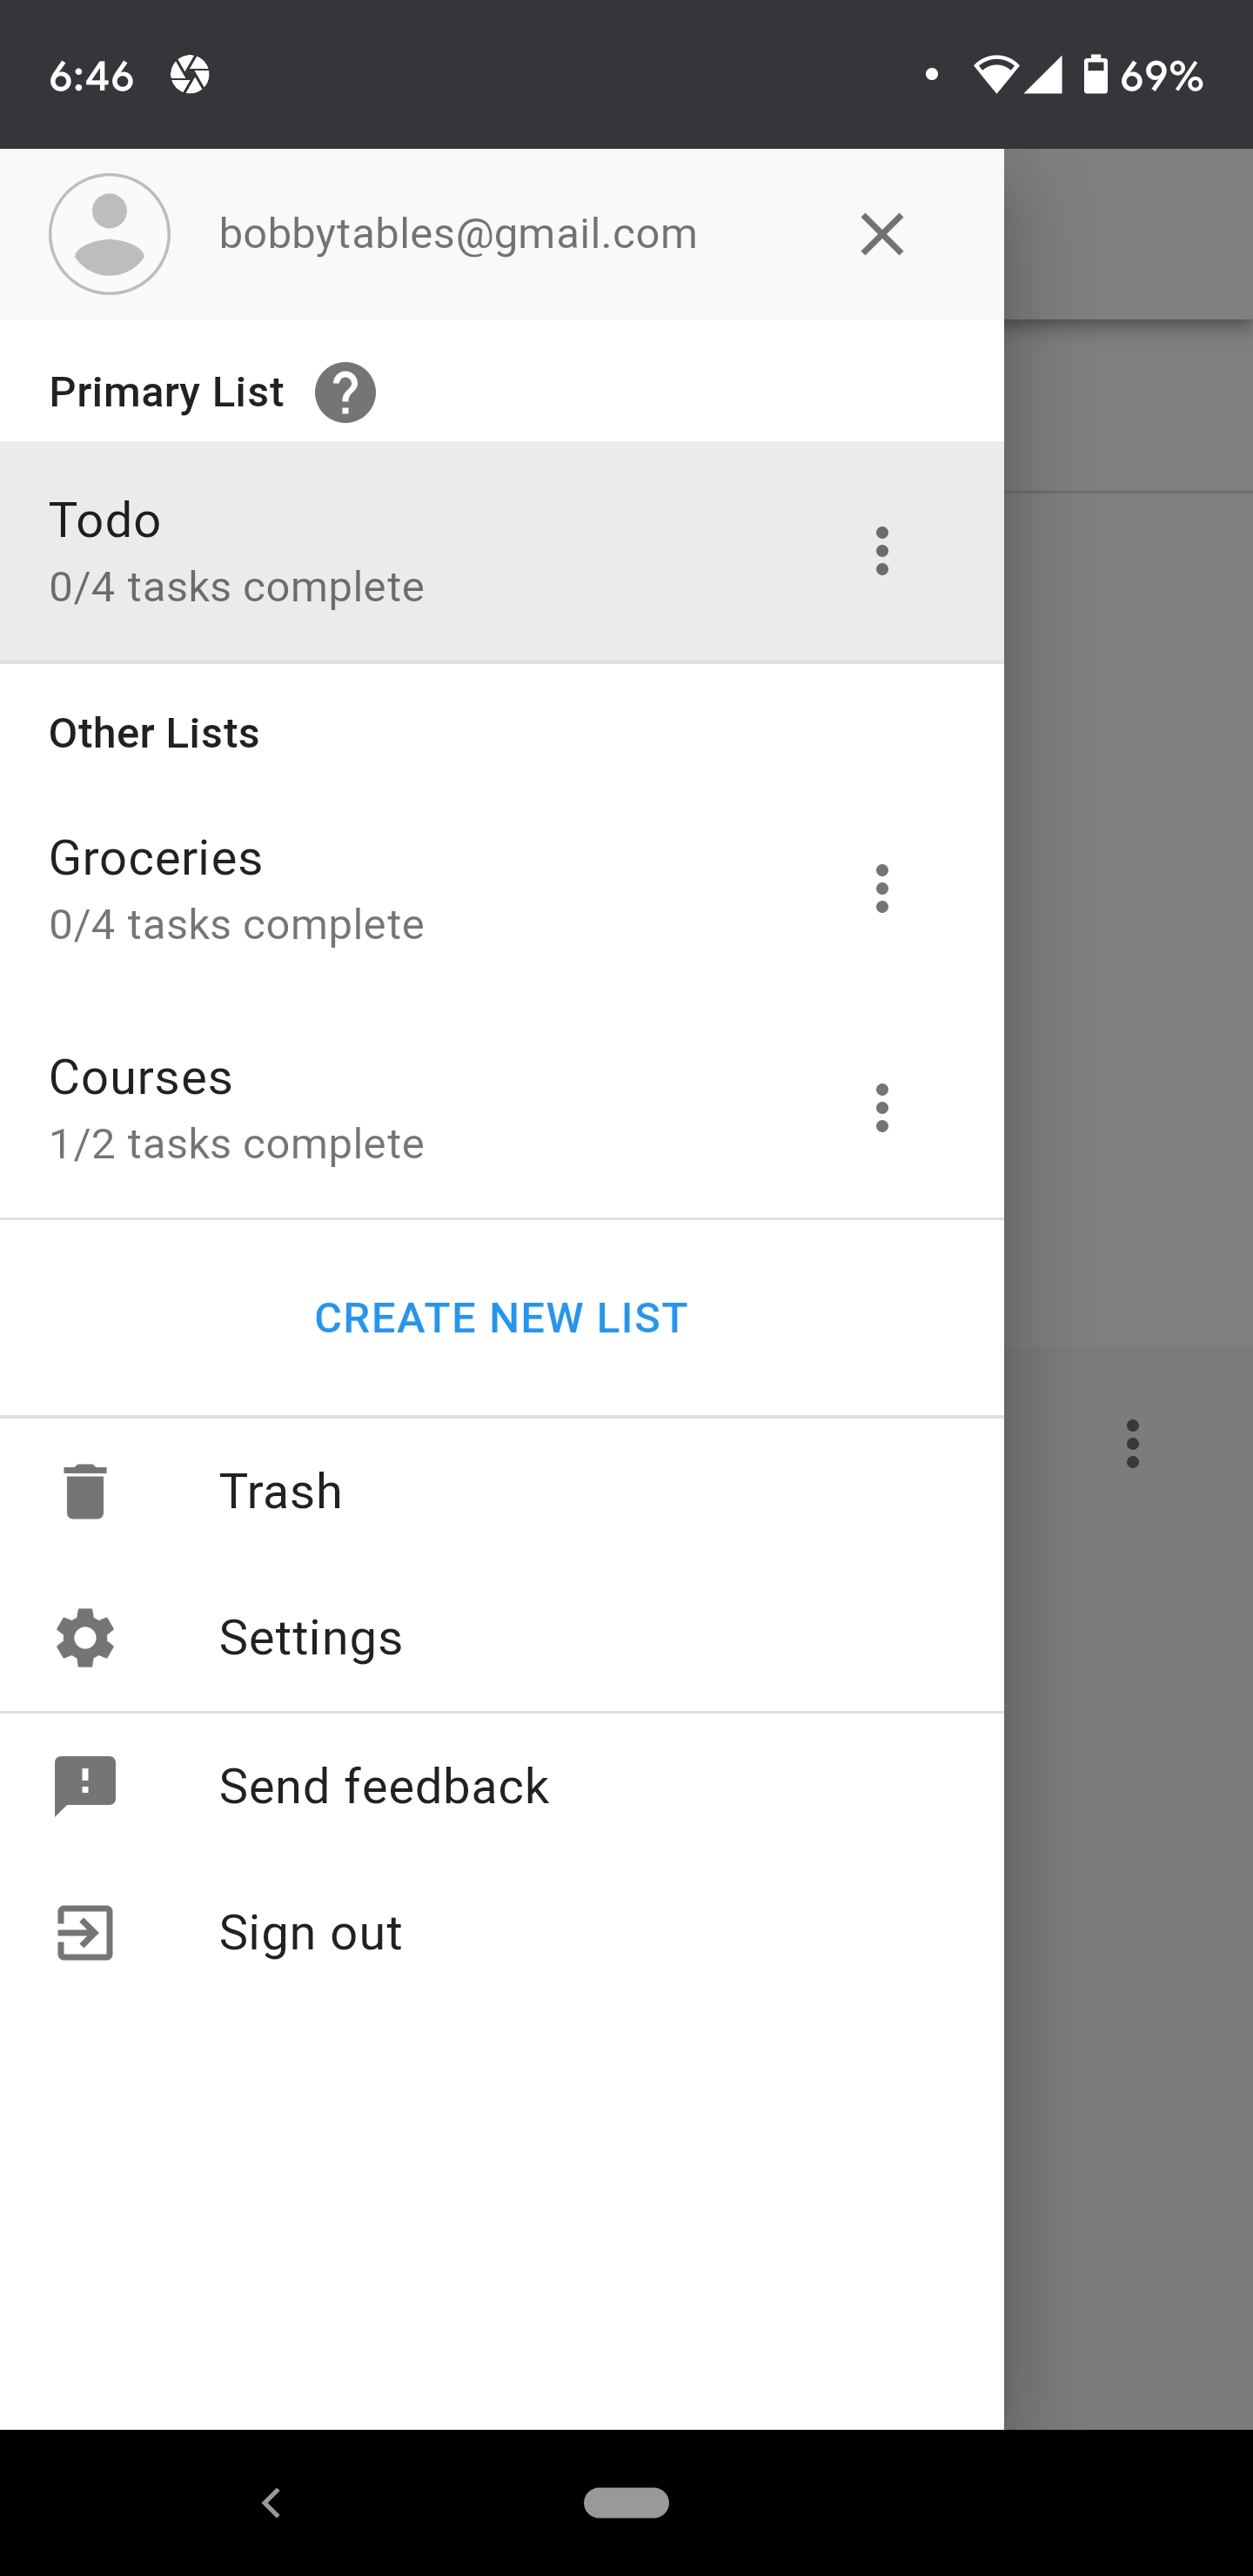 6:46 69%
bobbytables@gmail.com
Primary List
Todo
0/4 tasks complete
Other Lists
Groceries
0/4 tasks complete
Courses
1/2 tasks complete
CREATE NEW LIST
Trash
Settings
Send feedback
Sign out